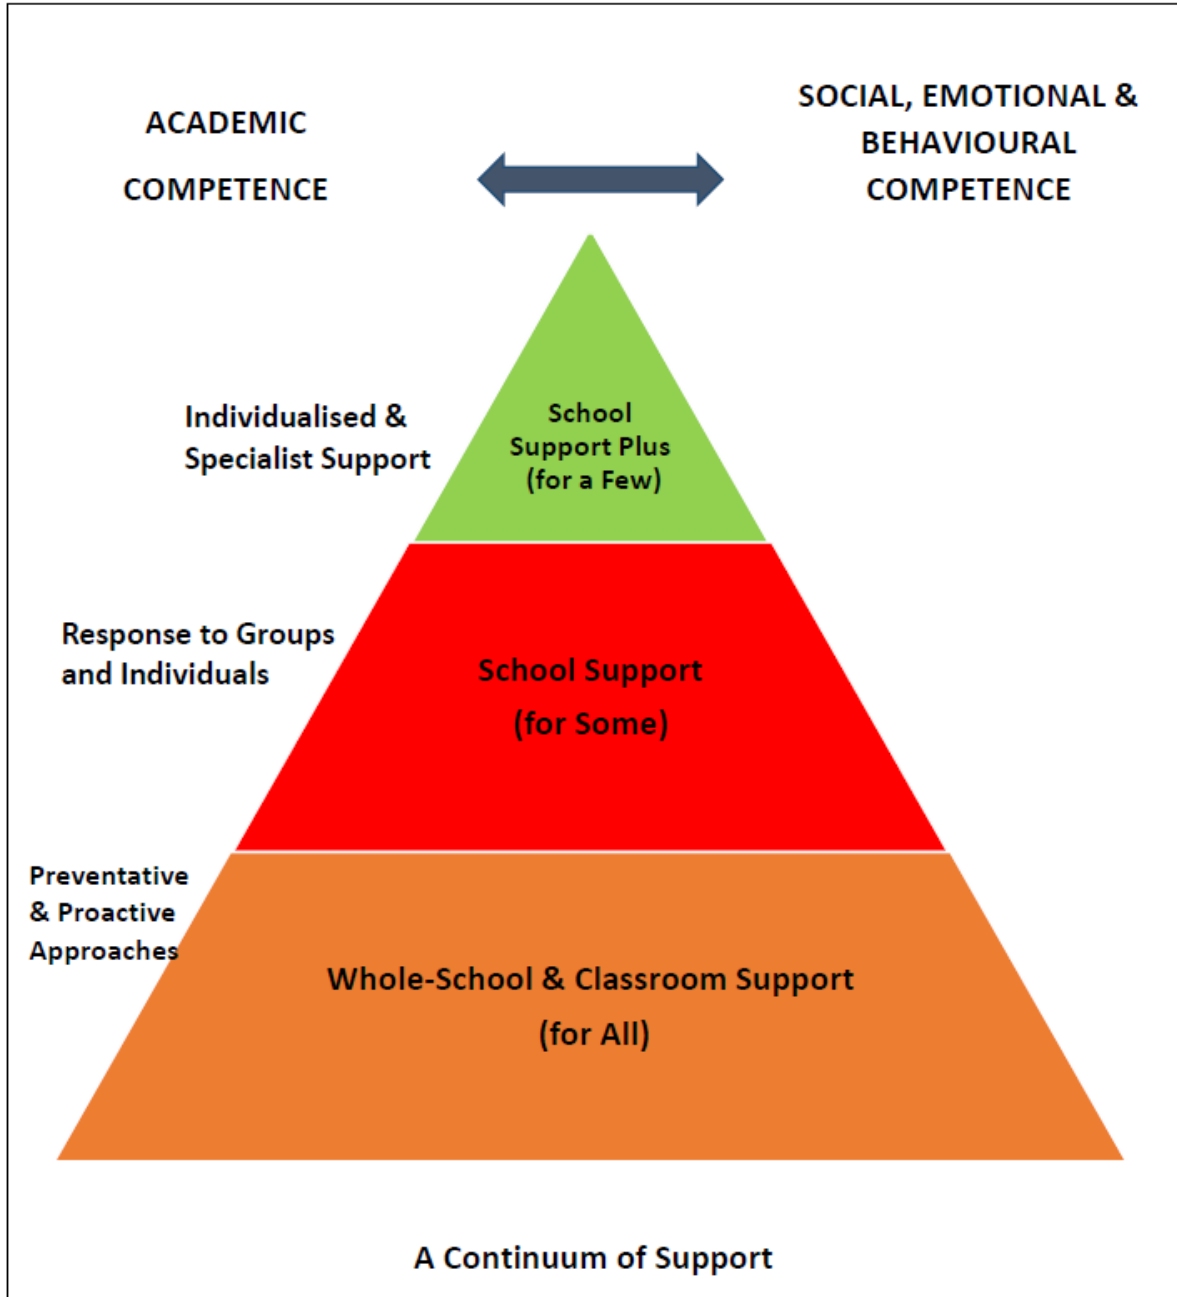 ACADEMIC
COMPETENCE
SOCIAL, EMOTIONAL &
BEHAVIOURAL
COMPETENCE
Individualised &
Specialist Support
School
Support Plus
(for a Few)
Response to Groups
and Individuals
School Support
(for Some)
Preventative
& Proactive
Approaches
Whole-School & Classroom Support
(for All)
A Continuum of Support